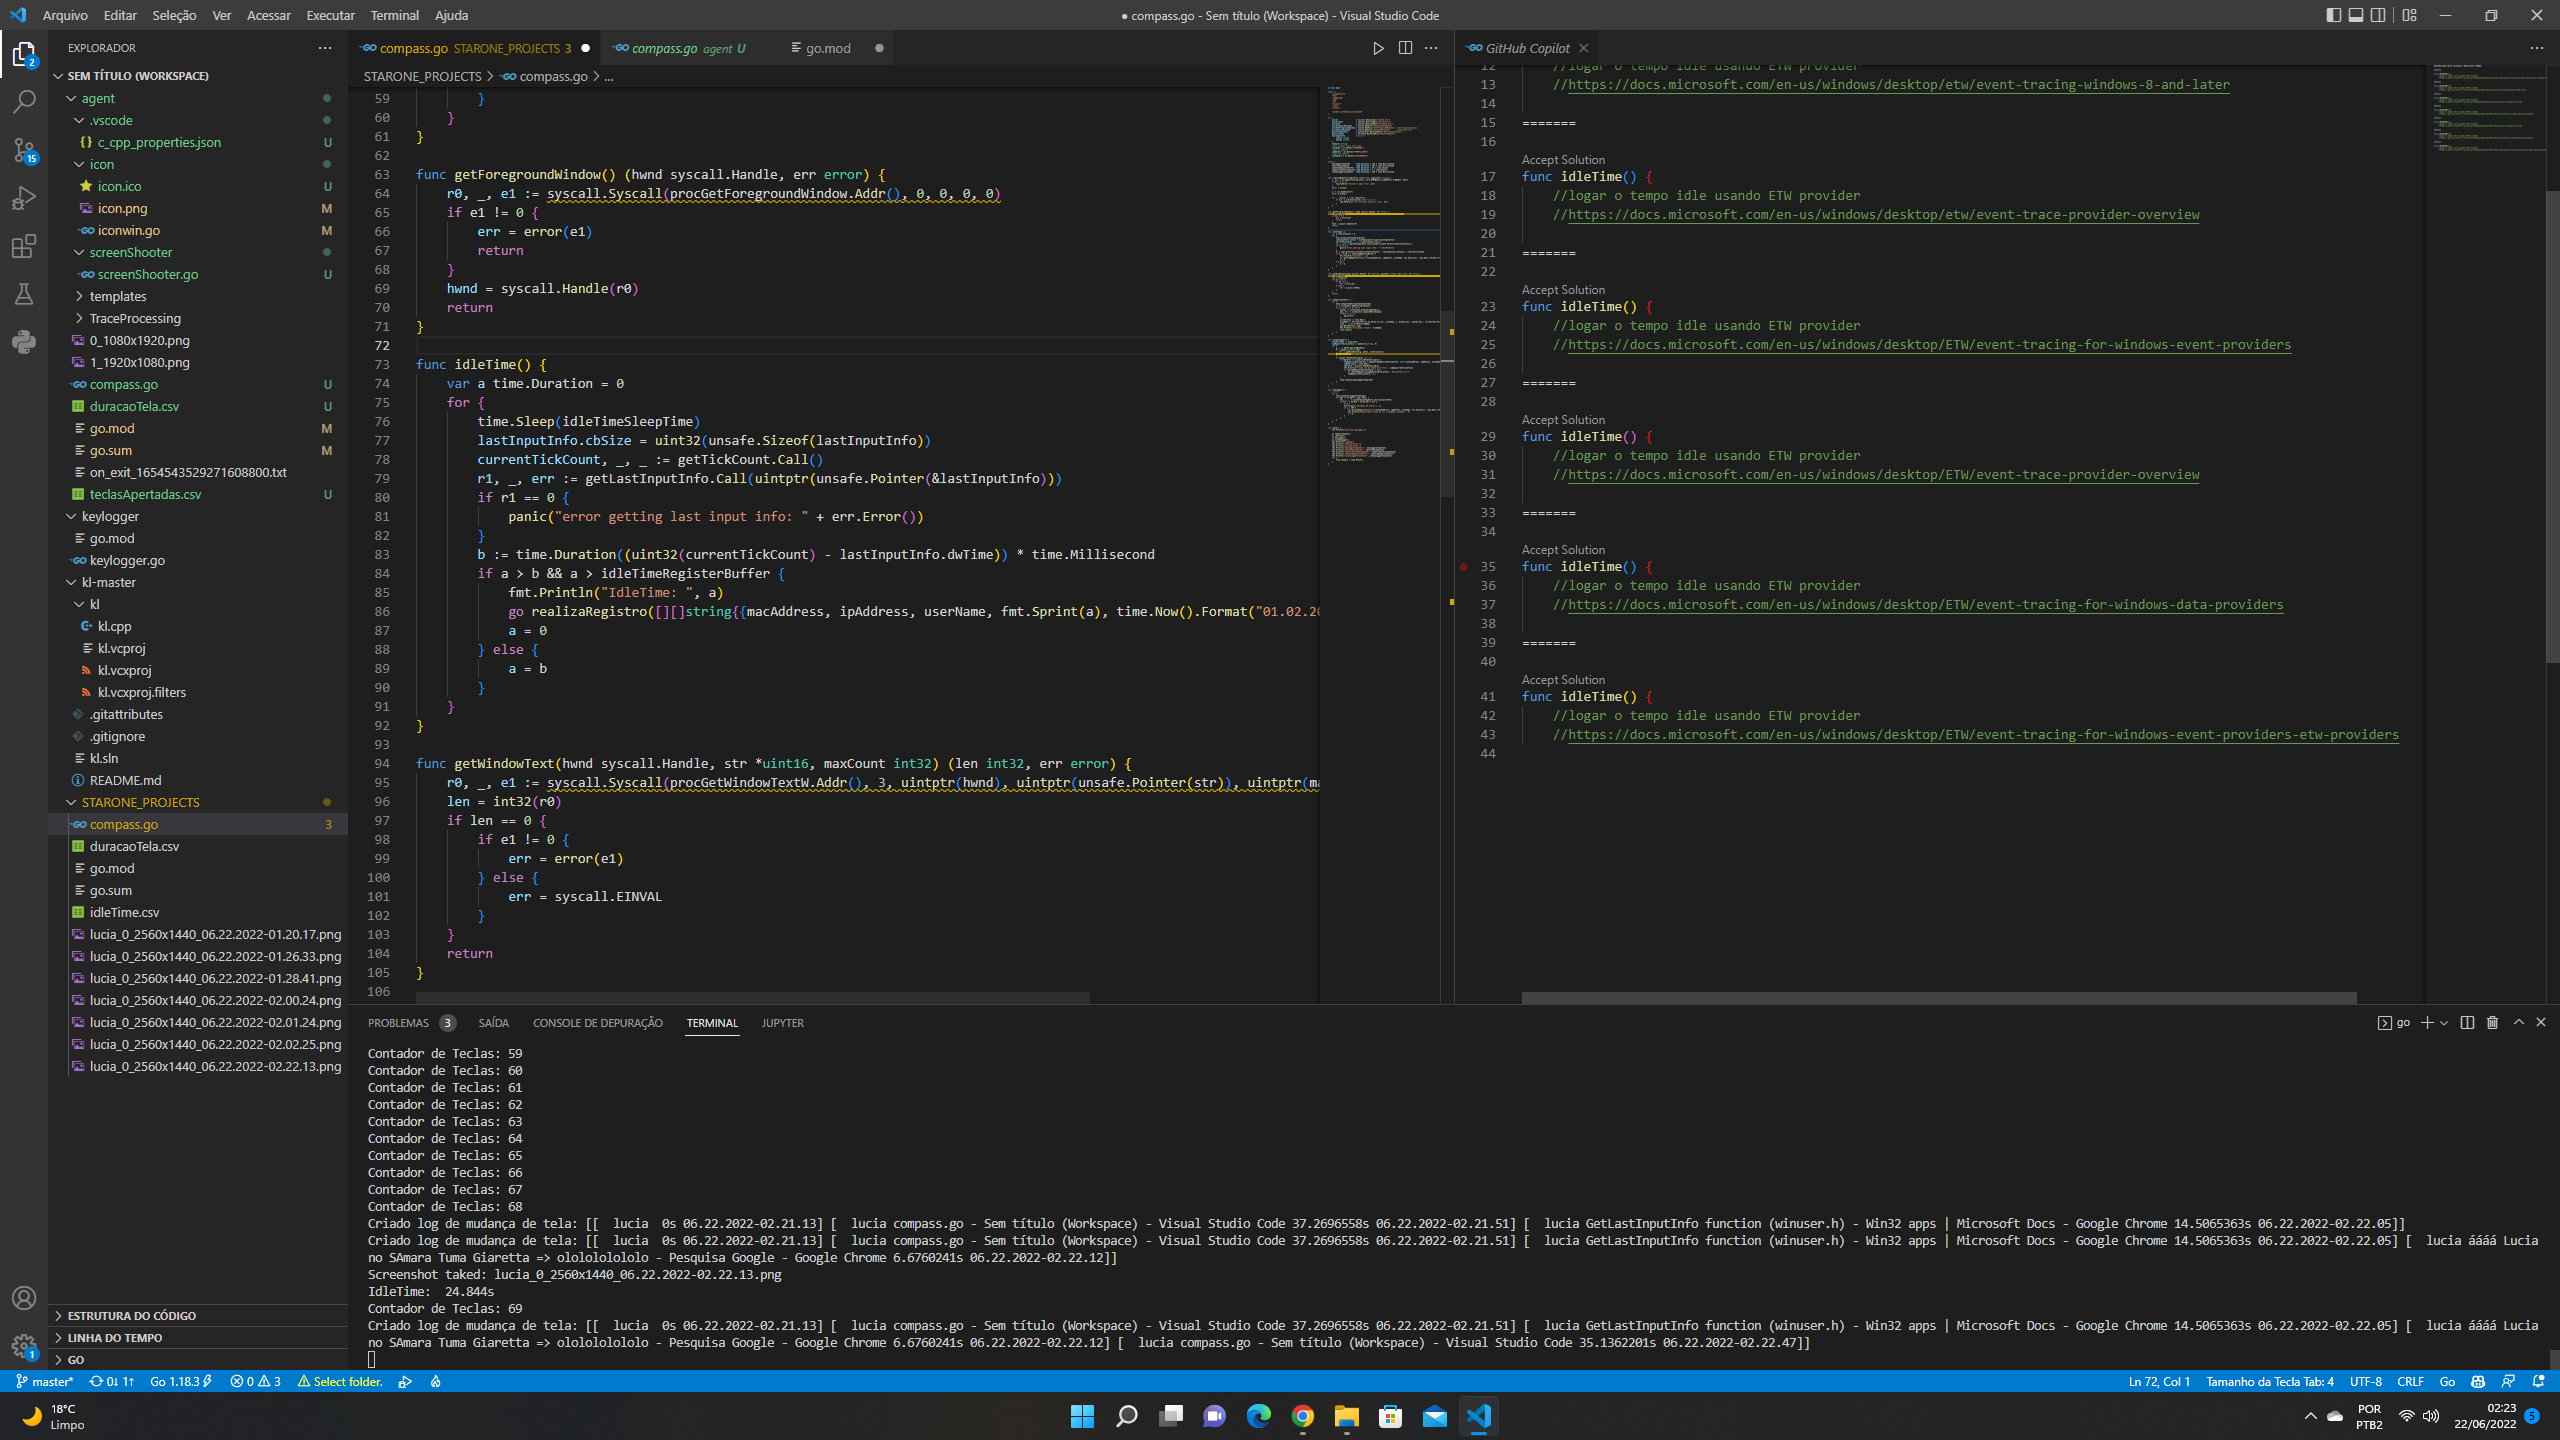 Arquivo Editar Seleção Ver Acessar Executar Terminal Ajuda
● compass.go - Sem título (Workspace) - Visual Studio Code
EXPLORADOR
SEM TÍTULO (WORKSPACE)
agent
.vscode
c_cpp_properties.json U
icon
icon.ico U
icon.png M
iconwin.go M
screenShooter
screenShooter.go U
templates
TraceProcessing
0_1080x1920.png
1_1920x1080.png
compass.go U
duracaoTela.csv U
go.mod M
go.sum M
on_exit_1654543529271608800.txt
teclasApertadas.csv U
keylogger
go.mod
keylogger.go
kl-master
kl
kl.cpp
kl.vcproj
kl.vcxproj
kl.vcxproj.filters
.gitattributes
.gitignore
kl.sln
README.md
STARONE_PROJECTS
compass.go 3
duracaoTela.csv
go.mod
go.sum
idleTime.csv
lucia_0_2560x1440_06.22.2022-01.20.17.png
lucia_0_2560x1440_06.22.2022-01.26.33.png
lucia_0_2560x1440_06.22.2022-01.28.41.png
lucia_0_2560x1440_06.22.2022-02.00.24.png
lucia_0_2560x1440_06.22.2022-02.01.24.png
lucia_0_2560x1440_06.22.2022-02.02.25.png
lucia_0_2560x1440_06.22.2022-02.22.13.png
ESTRUTURA DO CÓDIGO
LINHA DO TEMPO
GO
2
15
1
compass.go STARONE_PROJECTS 3 ● compass.go agent U go.mod ●
STARONE_PROJECTS > compass.go > ...
59 }
60 }
61 }
62
63 func getForegroundWindow() (hwnd syscall.Handle, err error) {
64 r0, _, e1 := syscall.Syscall(procGetForegroundWindow.Addr(), 0, 0, 0, 0)
65 if e1 != 0 {
66 err = error(e1)
67 return
68 }
69 hwnd = syscall.Handle(r0)
70 return
71 }
72
73 func idleTime() {
74 var a time.Duration = 0
75 for {
76 time.Sleep(idleTimeSleepTime)
77 lastInputInfo.cbSize = uint32(unsafe.Sizeof(lastInputInfo))
78 currentTickCount, _, _ := getTickCount.Call()
79 r1, _, err := getLastInputInfo.Call(uintptr(unsafe.Pointer(&lastInputInfo)))
80 if r1 == 0 {
81 panic("error getting last input info: " + err.Error())
82 }
83 b := time.Duration((uint32(currentTickCount) - lastInputInfo.dwTime)) * time.Millisecond
84 if a > b && a > idleTimeRegisterBuffer {
85 fmt.Println("IdleTime: ", a)
86 go realizaRegistro([][]string{{macAddress, ipAddress, userName, fmt.Sprint(a), time.Now().Format("01.02.20
87 a = 0
88 } else {
89 a = b
90 }
91 }
92 }
93
94 func getWindowText(hwnd syscall.Handle, str *uint16, maxCount int32) (len int32, err error) {
95 r0, _, e1 := syscall.Syscall(procGetWindowTextW.Addr(), 3, uintptr(hwnd), uintptr(unsafe.Pointer(str)), uintptr(ma
96 len = int32(r0)
97 if len == 0 {
98 if e1 != 0 {
99 err = error(e1)
100 } else {
101 err = syscall.EINVAL
102 }
103 }
104 return
105 }
106
GitHub Copilot
12 //logar o tempo idle usando ETW provider
13 //https://docs.microsoft.com/en-us/windows/desktop/etw/event-tracing-windows-8-and-later
14
15 =======
16
Accept Solution
17 func idleTime() {
18 //logar o tempo idle usando ETW provider
19 //https://docs.microsoft.com/en-us/windows/desktop/etw/event-trace-provider-overview
20
21 =======
22
Accept Solution
23 func idleTime() {
24 //logar o tempo idle usando ETW provider
25 //https://docs.microsoft.com/en-us/windows/desktop/ETW/event-tracing-for-windows-event-providers
26
27 =======
28
Accept Solution
29 func idleTime() {
30 //logar o tempo idle usando ETW provider
31 //https://docs.microsoft.com/en-us/windows/desktop/ETW/event-trace-provider-overview
32
33 =======
34
Accept Solution
35 func idleTime() {
36 //logar o tempo idle usando ETW provider
37 //https://docs.microsoft.com/en-us/windows/desktop/ETW/event-tracing-for-windows-data-providers
38
39 =======
40
Accept Solution
41 func idleTime() {
42 //logar o tempo idle usando ETW provider
43 //https://docs.microsoft.com/en-us/windows/desktop/ETW/event-tracing-for-windows-event-providers-etw-providers
44
PROBLEMAS 3 SAÍDA CONSOLE DE DEPURAÇÃO TERMINAL JUPYTER
go
Contador de Teclas: 59
Contador de Teclas: 60
Contador de Teclas: 61
Contador de Teclas: 62
Contador de Teclas: 63
Contador de Teclas: 64
Contador de Teclas: 65
Contador de Teclas: 66
Contador de Teclas: 67
Contador de Teclas: 68
Criado log de mudança de tela: [[  lucia  0s 06.22.2022-02.21.13] [  lucia compass.go - Sem título (Workspace) - Visual Studio Code 37.2696558s 06.22.2022-02.21.51] [  lucia GetLastInputInfo function (winuser.h) - Win32 apps | Microsoft Docs - Google Chrome 14.5065363s 06.22.2022-02.22.05]]
Criado log de mudança de tela: [[  lucia  0s 06.22.2022-02.21.13] [  lucia compass.go - Sem título (Workspace) - Visual Studio Code 37.2696558s 06.22.2022-02.21.51] [  lucia GetLastInputInfo function (winuser.h) - Win32 apps | Microsoft Docs - Google Chrome 14.5065363s 06.22.2022-02.22.05] [  lucia áááá Lucia
no SAmara Tuma Giaretta => olololololo - Pesquisa Google - Google Chrome 6.6760241s 06.22.2022-02.22.12]]
Screenshot taked: lucia_0_2560x1440_06.22.2022-02.22.13.png
IdleTime:  24.844s
Contador de Teclas: 69
Criado log de mudança de tela: [[  lucia  0s 06.22.2022-02.21.13] [  lucia compass.go - Sem título (Workspace) - Visual Studio Code 37.2696558s 06.22.2022-02.21.51] [  lucia GetLastInputInfo function (winuser.h) - Win32 apps | Microsoft Docs - Google Chrome 14.5065363s 06.22.2022-02.22.05] [  lucia áááá Lucia
no SAmara Tuma Giaretta => olololololo - Pesquisa Google - Google Chrome 6.6760241s 06.22.2022-02.22.12] [  lucia compass.go - Sem título (Workspace) - Visual Studio Code 35.1362201s 06.22.2022-02.22.47]]
master* 0↓ 1↑ Go 1.18.3 0 3 Select folder. Ln 72, Col 1 Tamanho da Tecla Tab: 4 UTF-8 CRLF Go
18°C
Limpo
POR
PTB2
02:23
22/06/2022
5